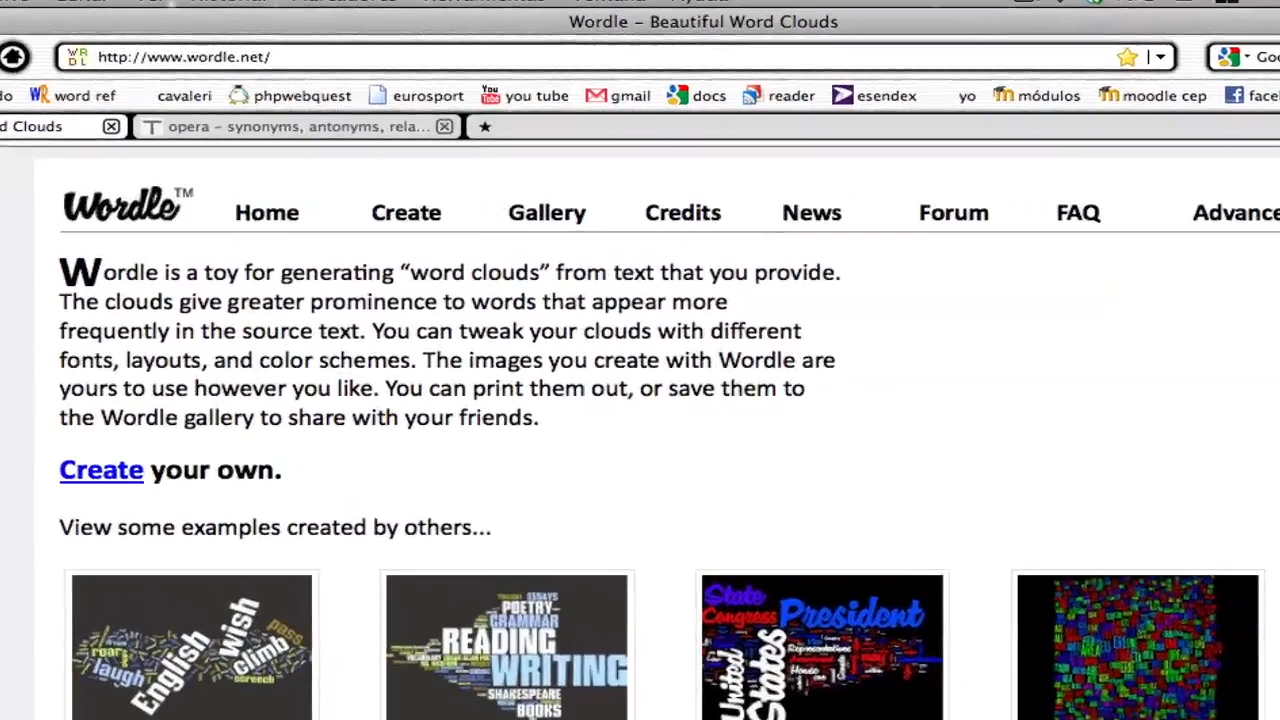 Wordle – Beautiful Word Clouds
http://www.wordle.net/
word ref cavaleri phpwebquest eurosport you tube gmail docs reader esendex yo módulos moodle cep
d Clouds opera – synonyms, antonyms, rela...
Wordle™ Home Create Gallery Credits News Forum FAQ Advance
Wordle is a toy for generating “word clouds” from text that you provide.
The clouds give greater prominence to words that appear more
frequently in the source text. You can tweak your clouds with different
fonts, layouts, and color schemes. The images you create with Wordle are
yours to use however you like. You can print them out, or save them to
the Wordle gallery to share with your friends.
Create your own.
View some examples created by others...
English wish climb laugh roar pass screech
READING WRITING POETRY GRAMMAR ESSAYS SHAKESPEARE BOOKS
State Congress President United States Representatives